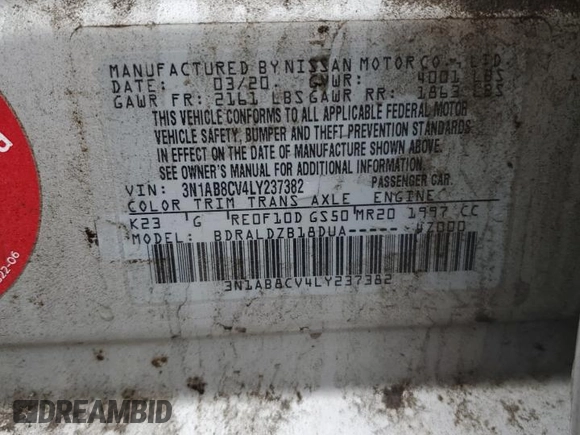 MANUFACTURED BY NISSAN MOTOR CO., LTD.
DATE: 03/20 GVWR: 4001 LBS
GAWR FR: 2161 LBS GAWR RR: 1863 LBS
THIS VEHICLE CONFORMS TO ALL APPLICABLE FEDERAL MOTOR
VEHICLE SAFETY, BUMPER AND THEFT PREVENTION STANDARDS
IN EFFECT ON THE DATE OF MANUFACTURE SHOWN ABOVE.
SEE OWNER'S MANUAL FOR ADDITIONAL INFORMATION.
VIN: 3N1AB8CV4LY237382 PASSENGER CAR
COLOR TRIM TRANS AXLE ENGINE
K23 G RE0F10D GS50 MR20 1997 CC
MODEL: BDRALDZB18DUA------
3N1AB8CV4LY237382
22-06
DREAMBID